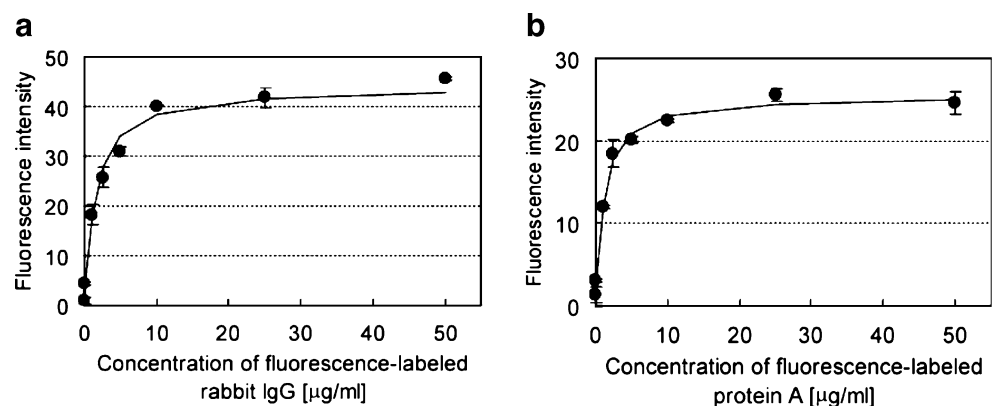 a
50
40
30
20
10
0
Fluorescence intensity
0 10 20 30 40 50
Concentration of fluorescence-labeled
rabbit IgG [μg/ml]
b
30
20
10
0
Fluorescence intensity
0 10 20 30 40 50
Concentration of fluorescence-labeled
protein A [μg/ml]